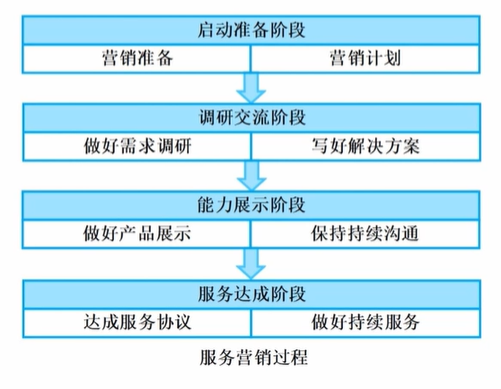 启动准备阶段
营销准备 营销计划
调研交流阶段
做好需求调研 写好解决方案
能力展示阶段
做好产品展示 保持持续沟通
服务达成阶段
达成服务协议 做好持续服务
服务营销过程